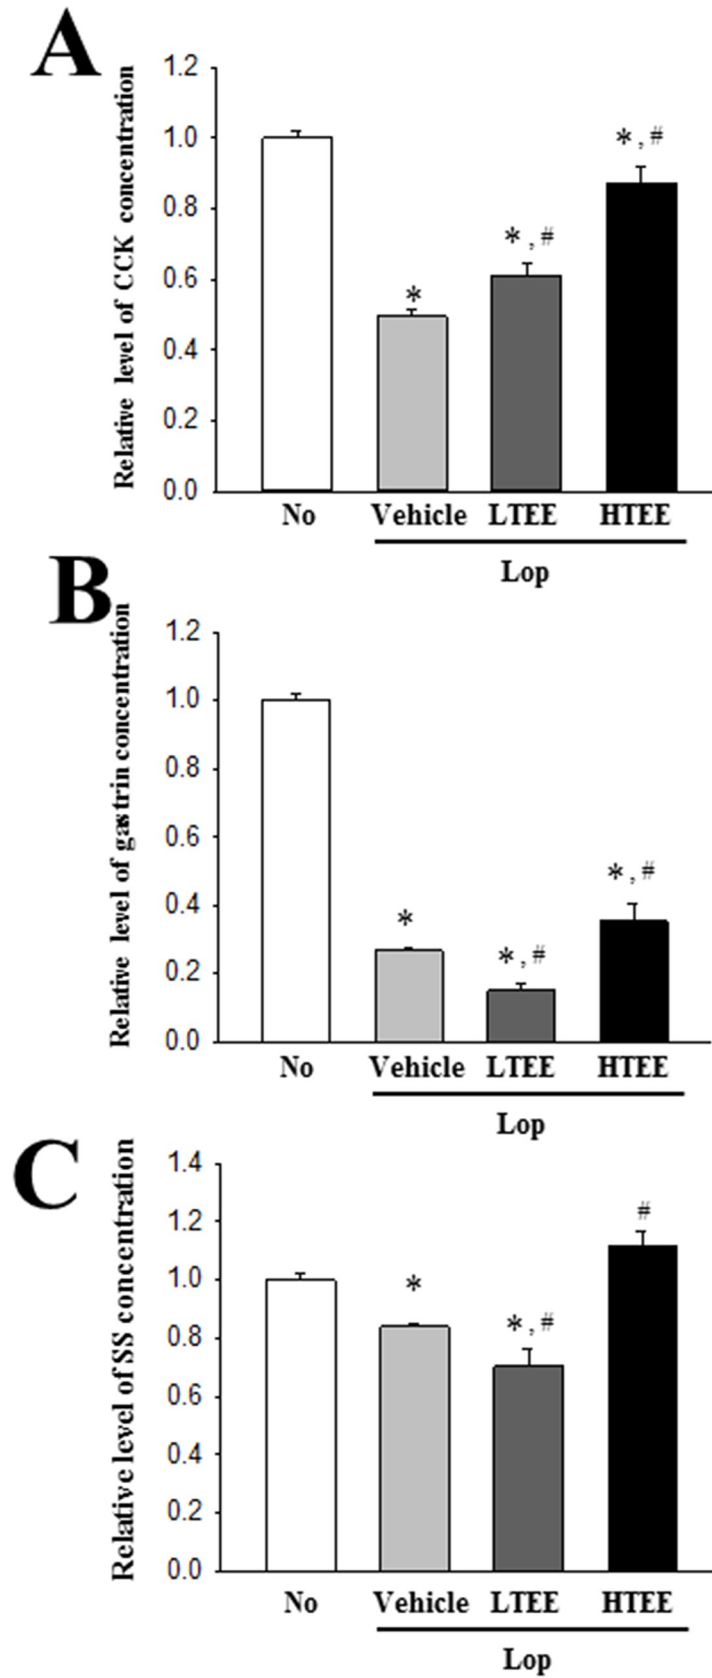 A
Relative level of CCK concentration
1.2
1.0
0.8
0.6
0.4
0.2
0.0
*
*, #
*, #
No Vehicle LTEE HTEE
Lop
B
Relative level of gastrin concentration
1.2
1.0
0.8
0.6
0.4
0.2
0.0
*
*, #
*, #
No Vehicle LTEE HTEE
Lop
C
Relative level of SS concentration
1.4
1.2
1.0
0.8
0.6
0.4
0.2
0.0
*
*, #
#
No Vehicle LTEE HTEE
Lop